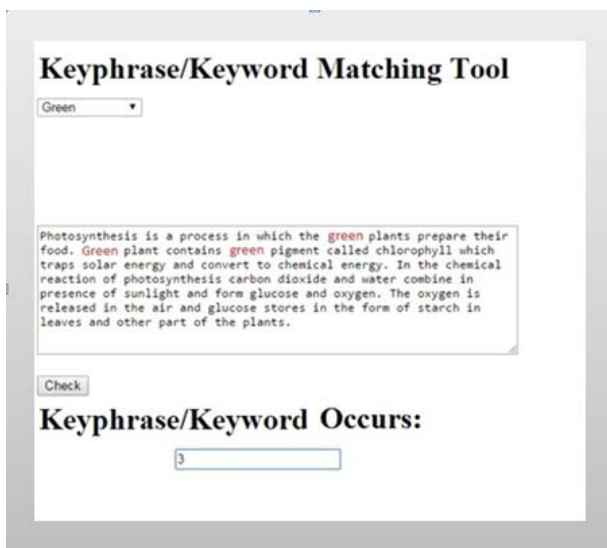 Keyphrase/Keyword Matching Tool
Green
Photosynthesis is a process in which the green plants prepare their
food. Green plant contains green pigment called chlorophyll which
traps solar energy and convert to chemical energy. In the chemical
reaction of photosynthesis carbon dioxide and water combine in
presence of sunlight and form glucose and oxygen. The oxygen is
released in the air and glucose stores in the form of starch in
leaves and other part of the plants.
Check
Keyphrase/Keyword Occurs:
3